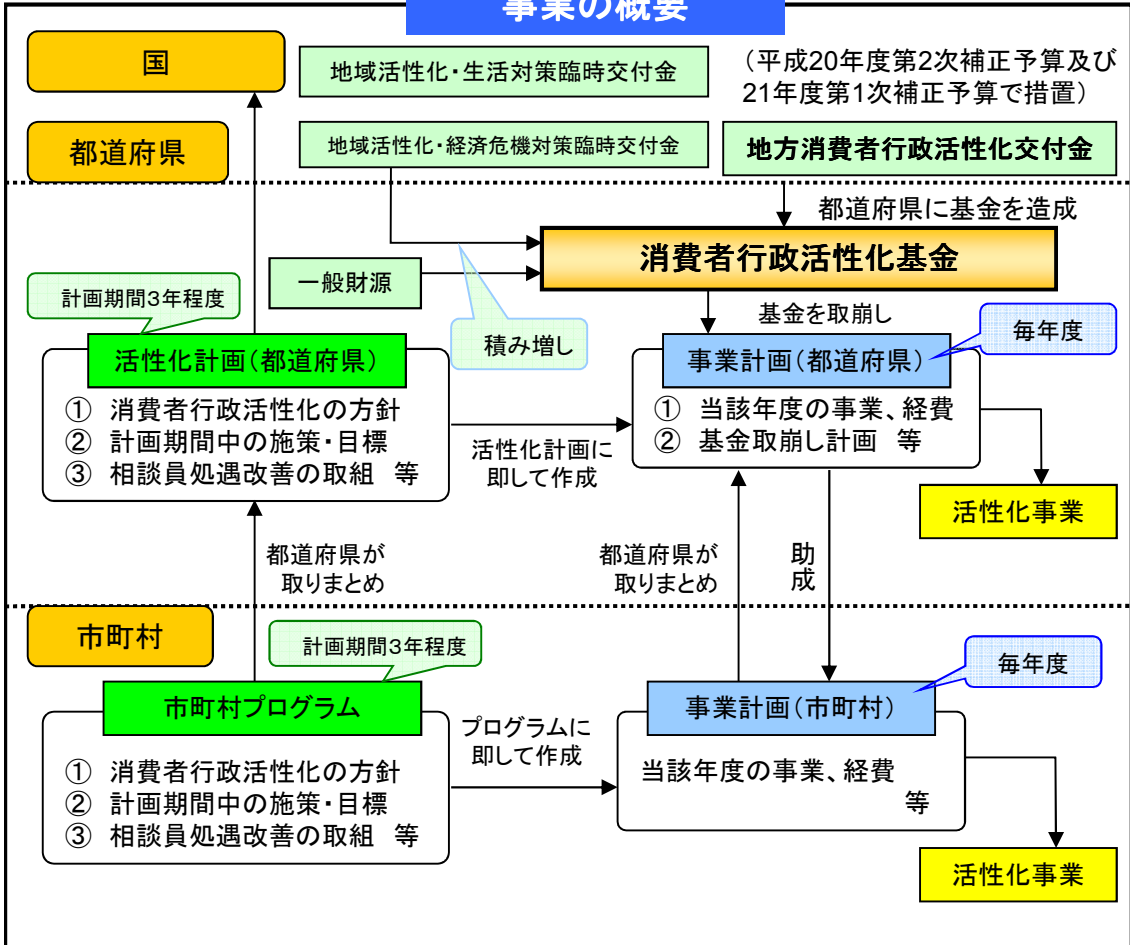 事業の概要
国
地域活性化・生活対策臨時交付金
（平成20年度第2次補正予算及び
21年度第1次補正予算で措置）
都道府県
地域活性化・経済危機対策臨時交付金
地方消費者行政活性化交付金
都道府県に基金を造成
消費者行政活性化基金
一般財源
計画期間3年程度
積み増し
基金を取崩し
毎年度
活性化計画（都道府県）
① 消費者行政活性化の方針
② 計画期間中の施策・目標
③ 相談員処遇改善の取組 等
活性化計画に
即して作成
事業計画（都道府県）
① 当該年度の事業、経費
② 基金取崩し計画 等
活性化事業
都道府県が
取りまとめ
都道府県が
取りまとめ
助成
市町村
計画期間3年程度
毎年度
市町村プログラム
① 消費者行政活性化の方針
② 計画期間中の施策・目標
③ 相談員処遇改善の取組 等
プログラムに
即して作成
事業計画（市町村）
当該年度の事業、経費
等
活性化事業